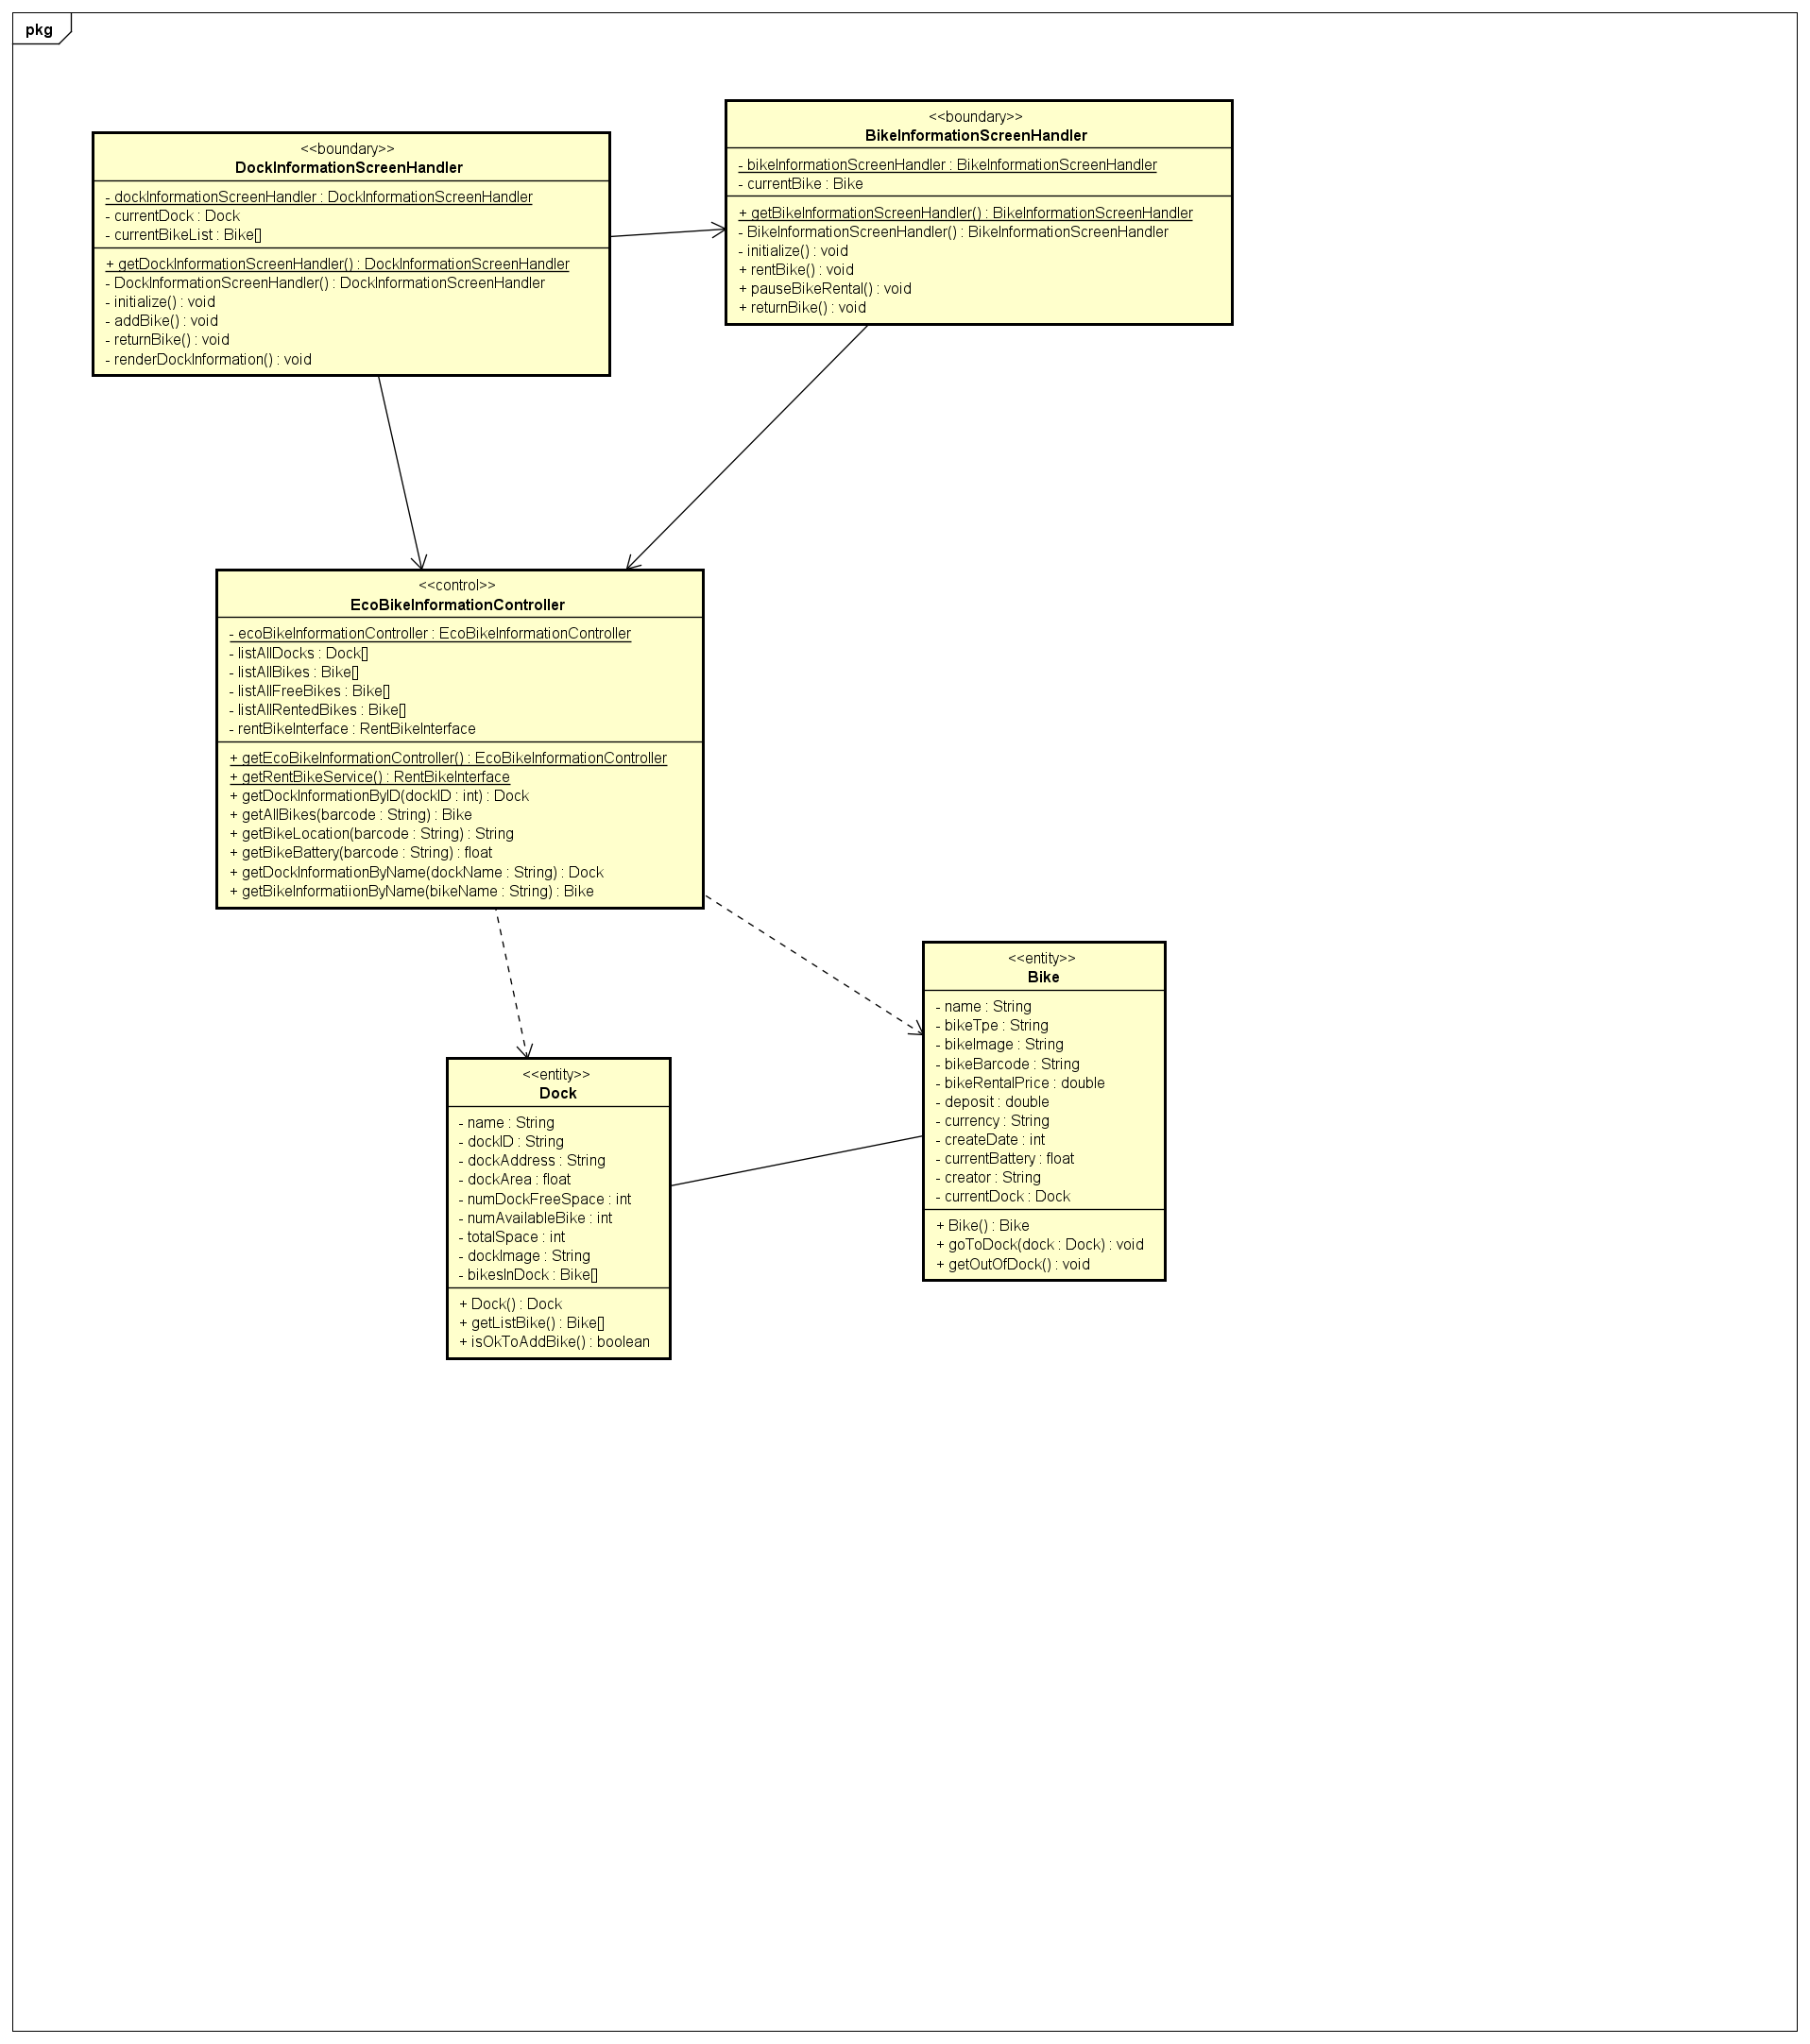 pkg
<<boundary>>
DockInformationScreenHandler
- dockInformationScreenHandler : DockInformationScreenHandler
- currentDock : Dock
- currentBikeList : Bike[]
+ getDockInformationScreenHandler() : DockInformationScreenHandler
- DockInformationScreenHandler() : DockInformationScreenHandler
- initialize() : void
- addBike() : void
- returnBike() : void
- renderDockInformation() : void
<<boundary>>
BikeInformationScreenHandler
- bikeInformationScreenHandler : BikeInformationScreenHandler
- currentBike : Bike
+ getBikeInformationScreenHandler() : BikeInformationScreenHandler
- BikeInformationScreenHandler() : BikeInformationScreenHandler
- initialize() : void
+ rentBike() : void
+ pauseBikeRental() : void
+ returnBike() : void
<<control>>
EcoBikeInformationController
- ecoBikeInformationController : EcoBikeInformationController
- listAllDocks : Dock[]
- listAllBikes : Bike[]
- listAllFreeBikes : Bike[]
- listAllRentedBikes : Bike[]
- rentBikeInterface : RentBikeInterface
+ getEcoBikeInformationController() : EcoBikeInformationController
+ getRentBikeService() : RentBikeInterface
+ getDockInformationByID(dockID : int) : Dock
+ getAllBikes(barcode : String) : Bike
+ getBikeLocation(barcode : String) : String
+ getBikeBattery(barcode : String) : float
+ getDockInformationByName(dockName : String) : Dock
+ getBikeInformatiionByName(bikeName : String) : Bike
<<entity>>
Bike
- name : String
- bikeTpe : String
- bikeImage : String
- bikeBarcode : String
- bikeRentalPrice : double
- deposit : double
- currency : String
- createDate : int
- currentBattery : float
- creator : String
- currentDock : Dock
+ Bike() : Bike
+ goToDock(dock : Dock) : void
+ getOutOfDock() : void
<<entity>>
Dock
- name : String
- dockID : String
- dockAddress : String
- dockArea : float
- numDockFreeSpace : int
- numAvailableBike : int
- totalSpace : int
- dockImage : String
- bikesInDock : Bike[]
+ Dock() : Dock
+ getListBike() : Bike[]
+ isOkToAddBike() : boolean